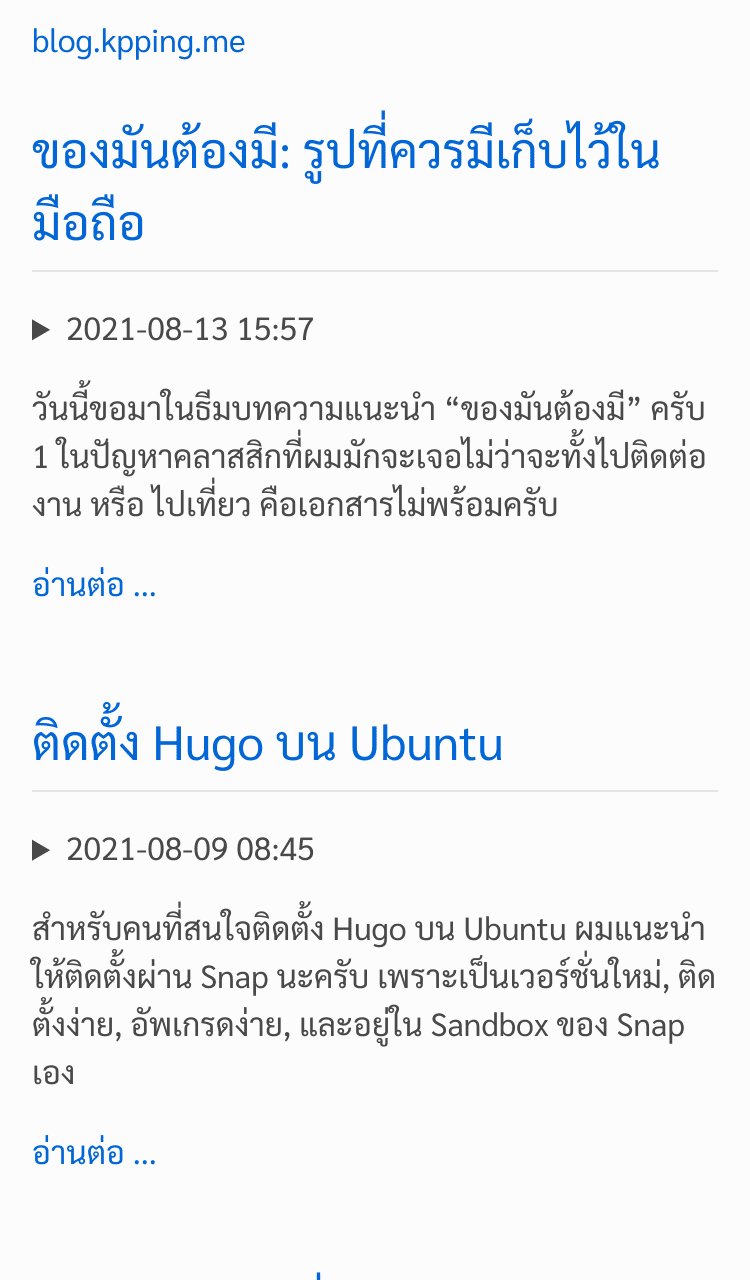 blog.kpping.me
ของมันต้องมี: รูปที่ควรมีเก็บไว้ใน
มือถือ
2021-08-13 15:57
วันนี้ขอมาในธีมบทความแนะนำ “ของมันต้องมี” ครับ
1 ในปัญหาคลาสสิกที่ผมมักจะเจอไม่ว่าจะทั้งไปติดต่อ
งาน หรือ ไปเที่ยว คือเอกสารไม่พร้อมครับ
อ่านต่อ ...
ติดตั้ง Hugo บน Ubuntu
2021-08-09 08:45
สำหรับคนที่สนใจติดตั้ง Hugo บน Ubuntu ผมแนะนำ
ให้ติดตั้งผ่าน Snap นะครับ เพราะเป็นเวอร์ชั่นใหม่, ติด
ตั้งง่าย, อัพเกรดง่าย, และอยู่ใน Sandbox ของ Snap
เอง
อ่านต่อ ...